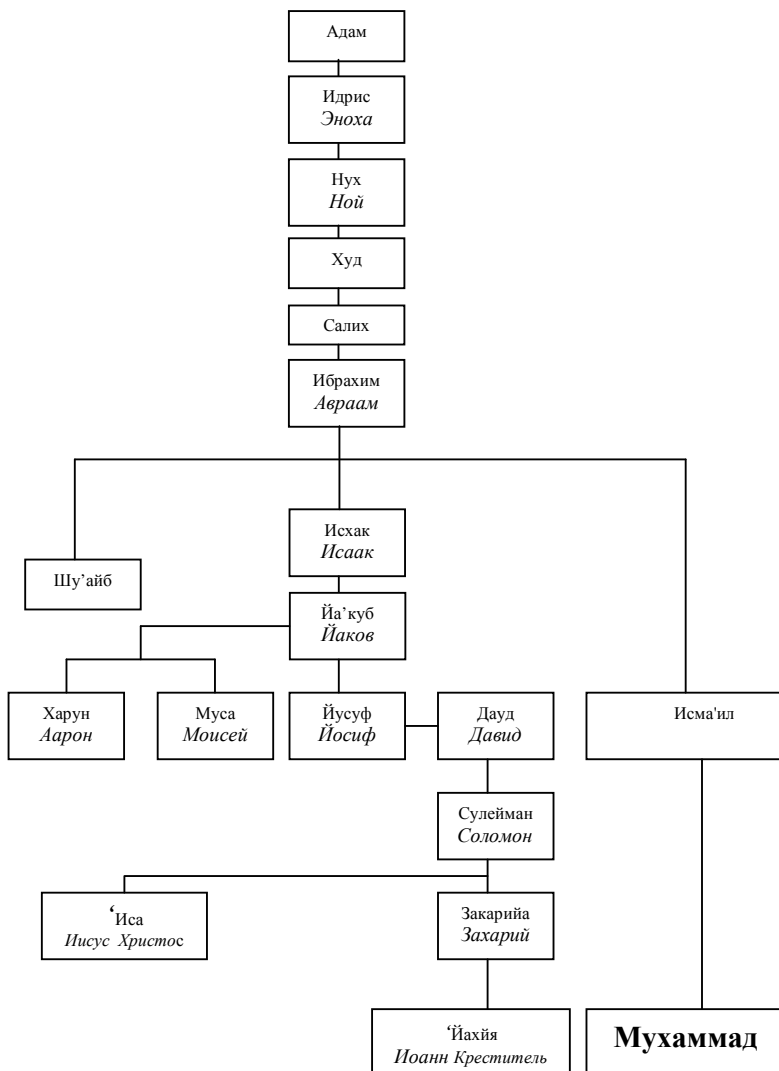 Адам
Идрис
Эноха
Нух
Ной
Худ
Салих
Ибрахим
Авраам
Исхак
Исаак
Шу’айб
Йа’куб
Йаков
Харун
Аарон
Муса
Моисей
Йусуф
Йосиф
Дауд
Давид
Исма'ил
Сулейман
Соломон
‘Иса
Иисус Христос
Закарийа
Захарий
‘Йахйя
Иоанн Креститель
Мухаммад